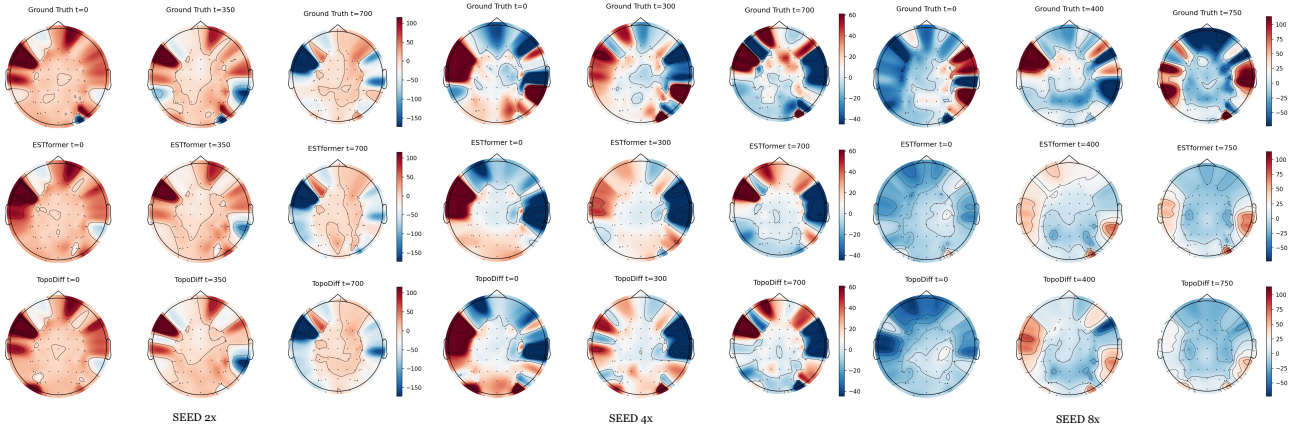 Ground Truth t=0
Ground Truth t=350
Ground Truth t=700
100
50
0
−50
−100
−150
Ground Truth t=0
Ground Truth t=300
Ground Truth t=700
60
40
20
0
−20
−40
Ground Truth t=0
Ground Truth t=400
Ground Truth t=750
100
75
50
25
0
−25
−50
ESTformer t=0
ESTformer t=350
ESTformer t=700
100
50
0
−50
−100
−150
ESTformer t=0
ESTformer t=300
ESTformer t=700
60
40
20
0
−20
−40
ESTformer t=0
ESTformer t=400
ESTformer t=750
100
75
50
25
0
−25
−50
TopoDiff t=0
TopoDiff t=350
TopoDiff t=700
100
50
0
−50
−100
−150
TopoDiff t=0
TopoDiff t=300
TopoDiff t=700
60
40
20
0
−20
−40
TopoDiff t=0
TopoDiff t=400
TopoDiff t=750
100
75
50
25
0
−25
−50
SEED 2x
SEED 4x
SEED 8x